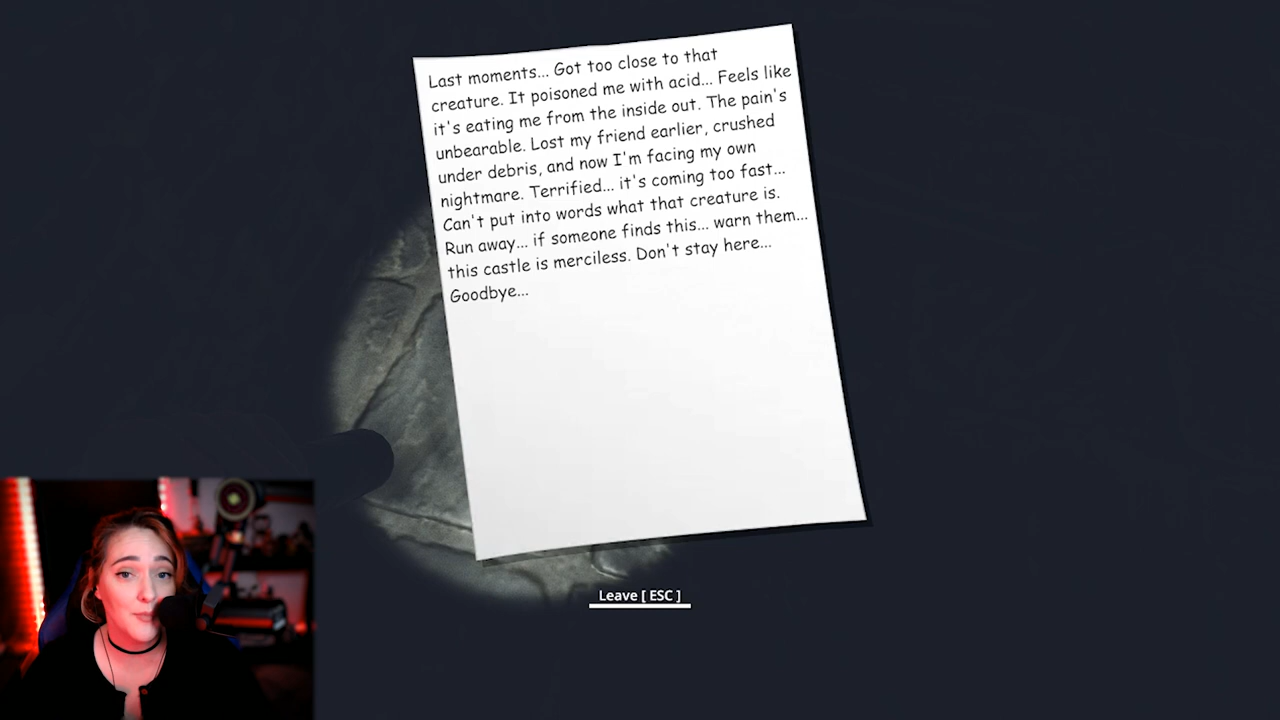 Last moments... Got too close to that
creature. It poisoned me with acid... Feels like
it's eating me from the inside out. The pain's
unbearable. Lost my friend earlier, crushed
under debris, and now I'm facing my own
nightmare. Terrified... it's coming too fast...
Can't put into words what that creature is.
Run away... if someone finds this... warn them...
this castle is merciless. Don't stay here...
Goodbye...
Leave [ ESC ]